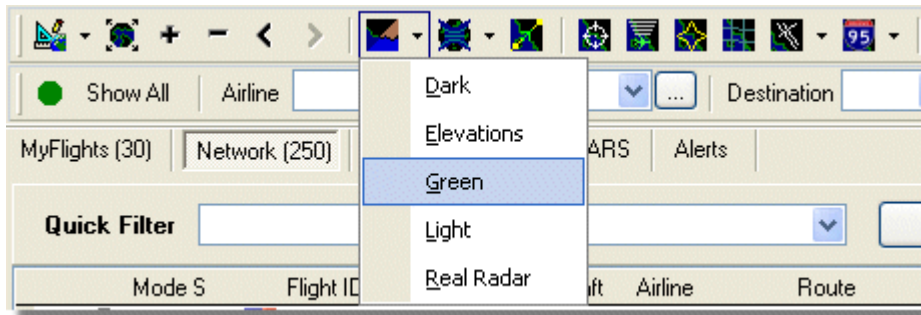 95
Show All Airline ... Destination
Dark
Elevations
MyFlights (30) Network (250) ARS Alerts
Green
Quick Filter
Light
Real Radar
Mode S Flight ID ft Airline Route